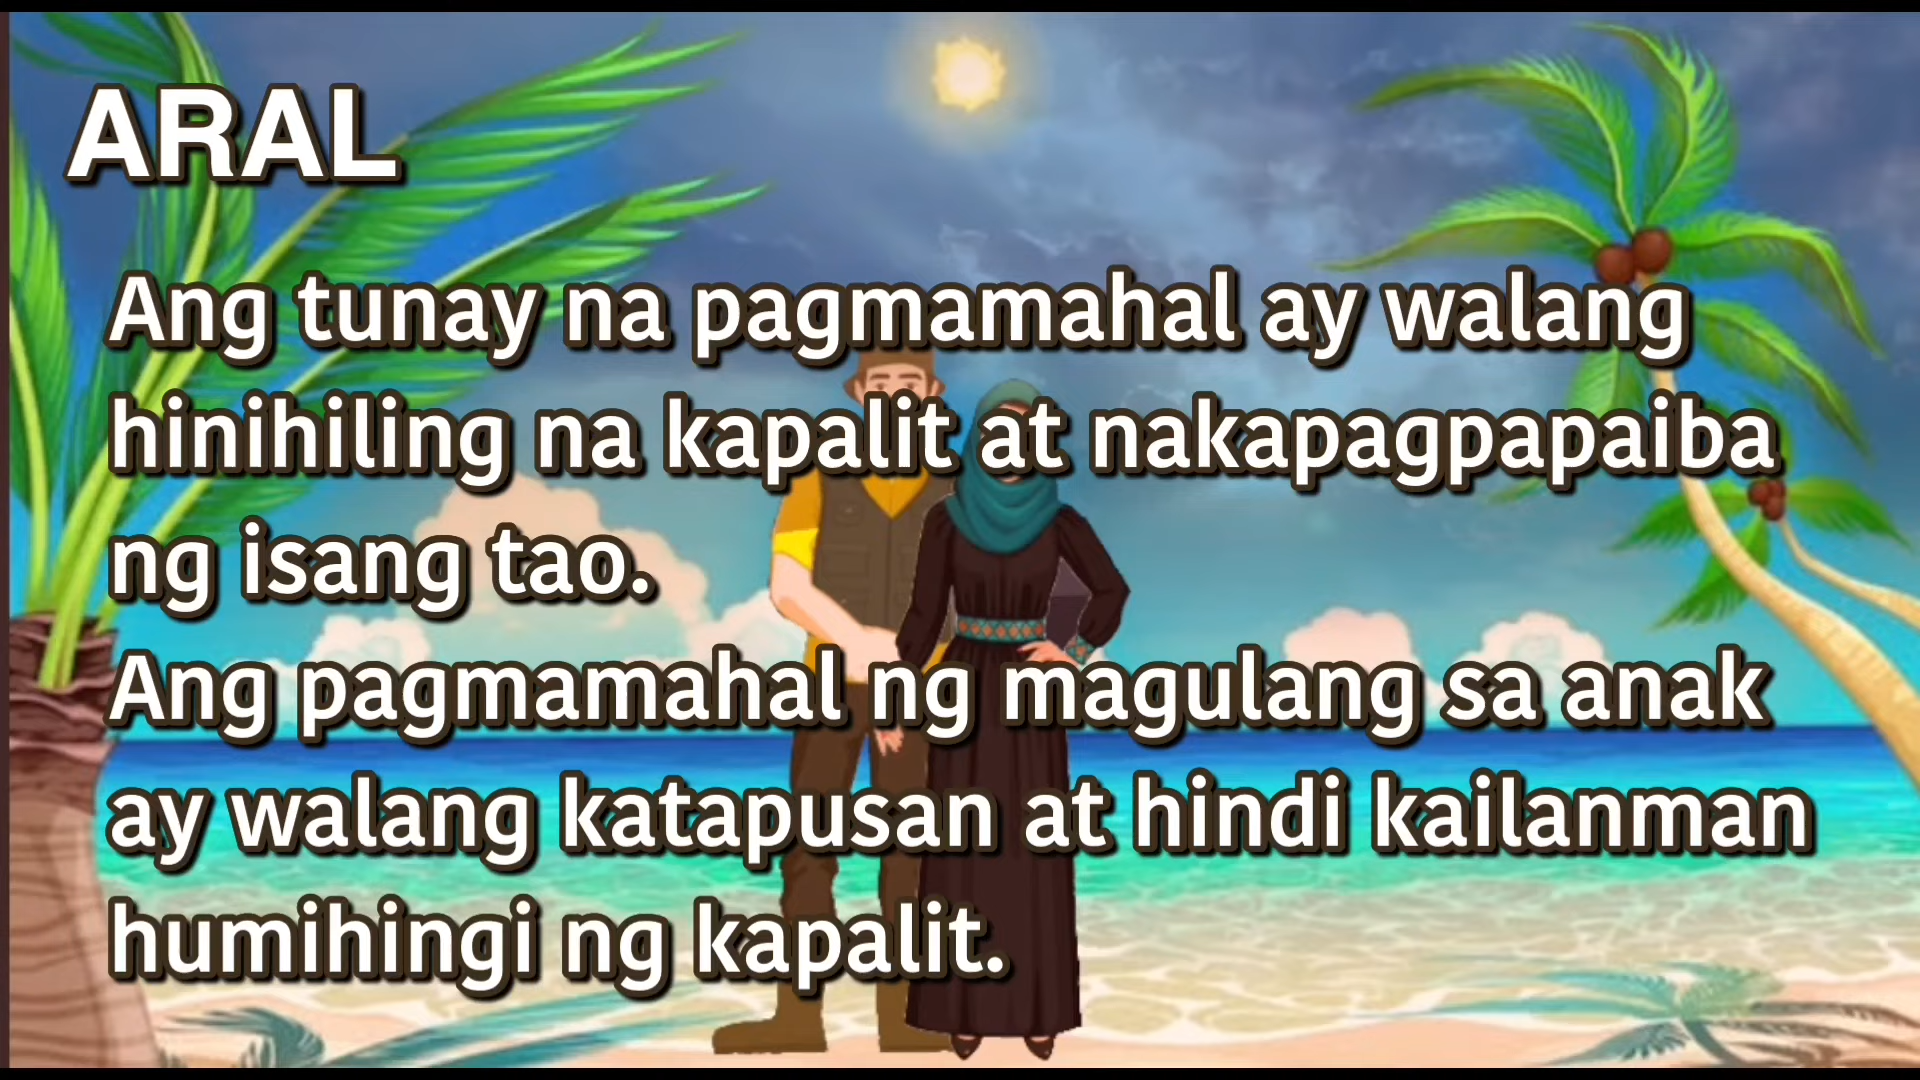 ARAL
Ang tunay na pagmamahal ay walang
hinihiling na kapalit at nakapagpapaiba
ng isang tao.
Ang pagmamahal ng magulang sa anak
ay walang katapusan at hindi kailanman
humihingi ng kapalit.